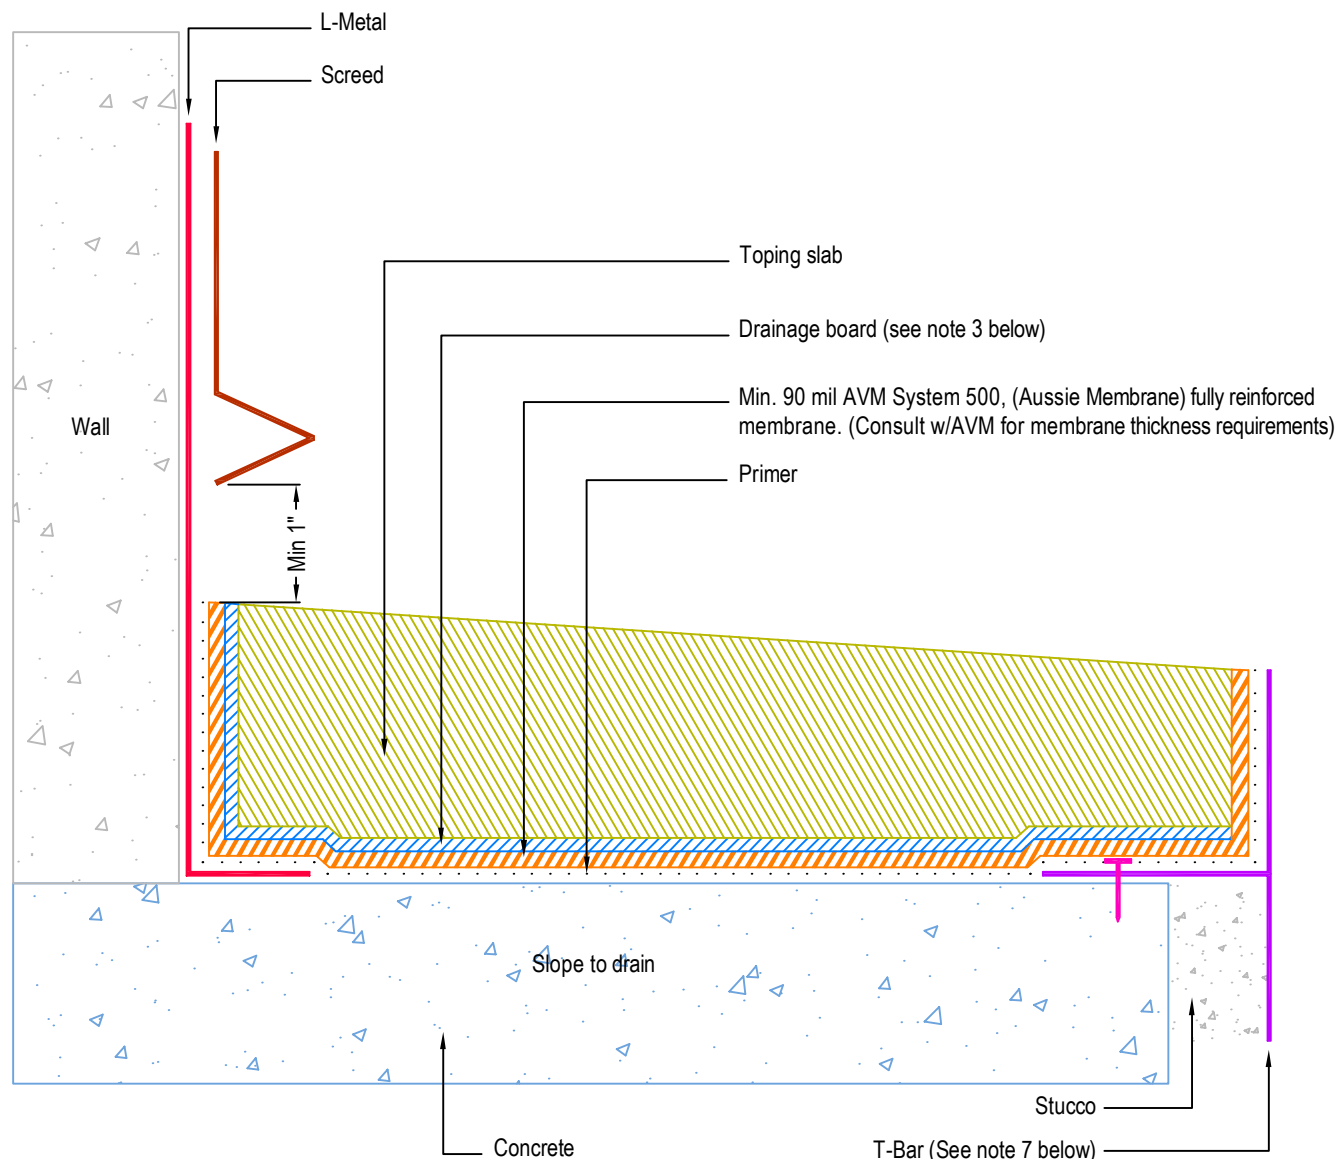 L-Metal
Screed
Toping slab
Drainage board (see note 3 below)
Min. 90 mil AVM System 500, (Aussie Membrane) fully reinforced
membrane. (Consult w/AVM for membrane thickness requirements)
Wall
Primer
Min 1"
Slope to drain
Stucco
Concrete
T-Bar (See note 7 below)